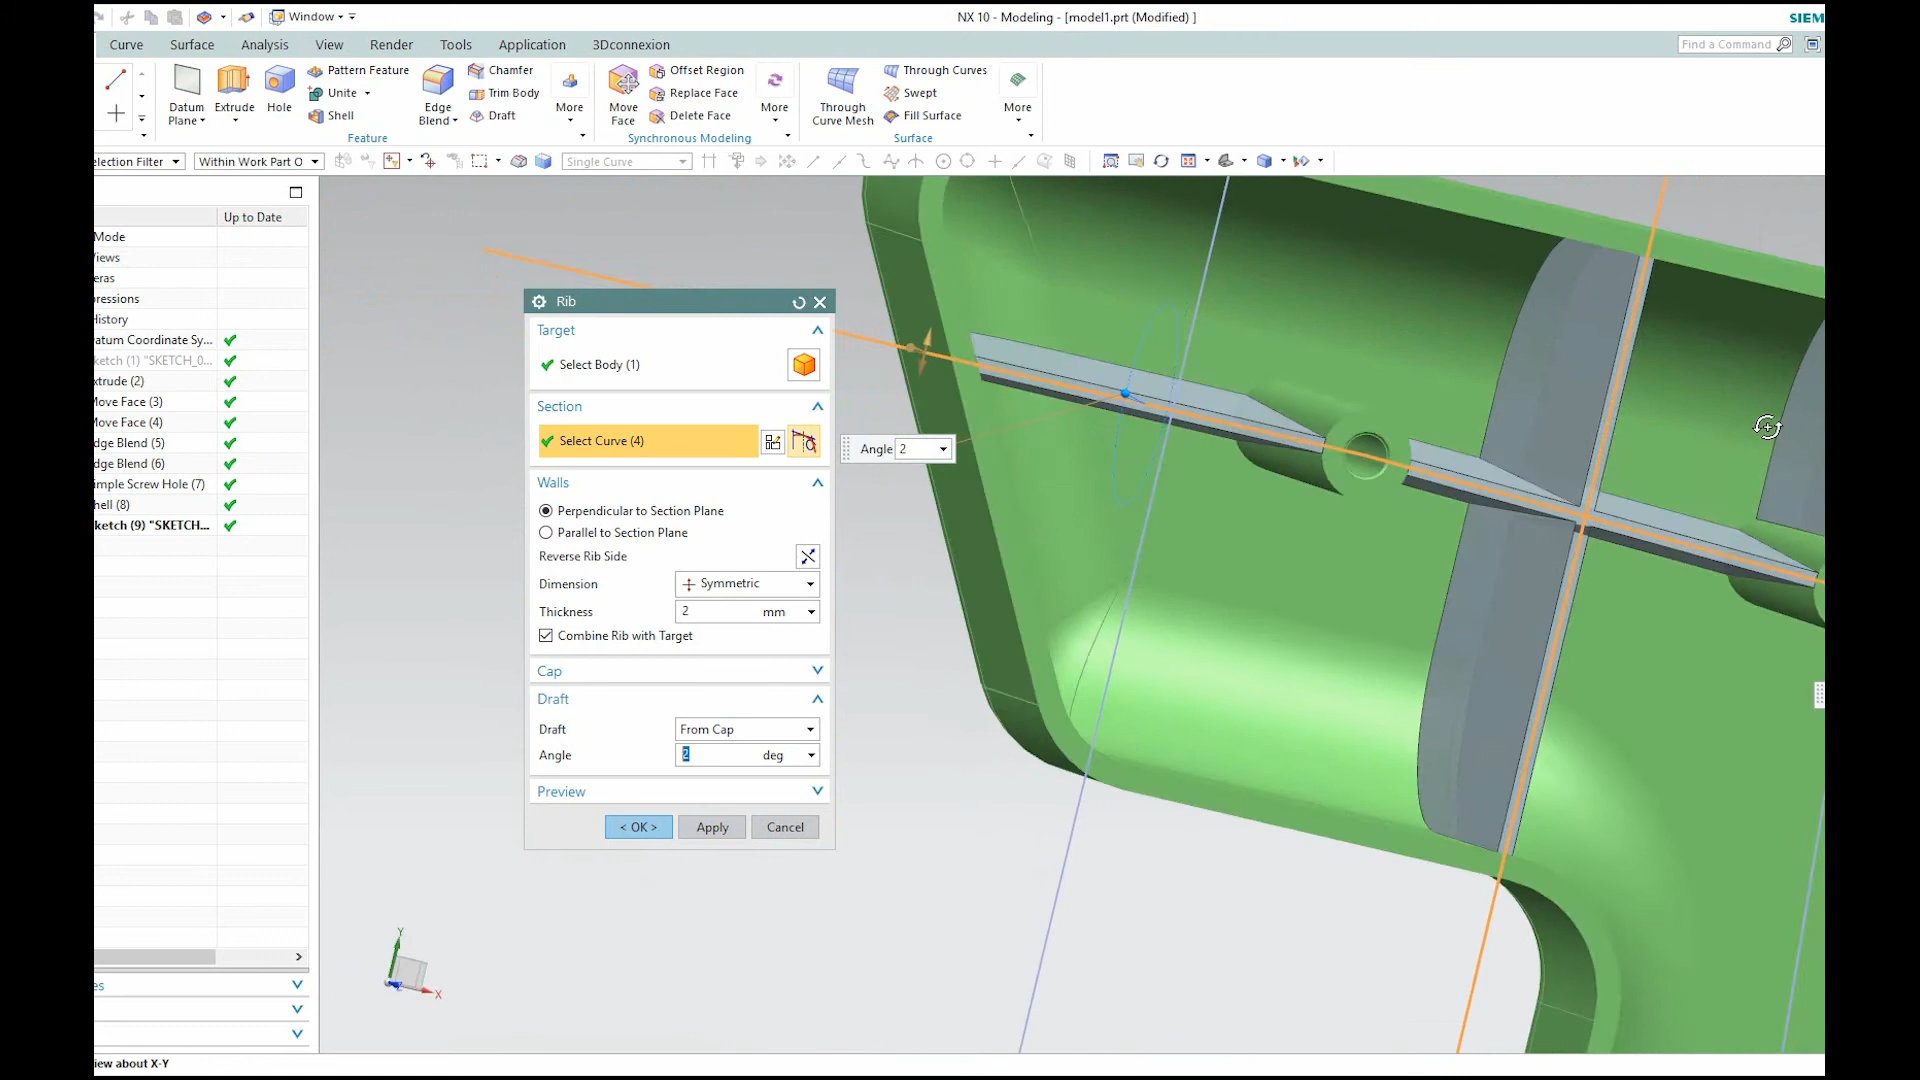 Window
NX 10 - Modeling - [model1.prt (Modified) ]
SIEM
Curve Surface Analysis View Render Tools Application 3Dconnexion
Find a Command
Pattern Feature Chamfer Offset Region Through Curves
Unite Trim Body Replace Face Swept
Datum Plane Extrude Hole Edge Blend More Move Face More Through Curve Mesh More
Shell Draft Delete Face Fill Surface
Feature Synchronous Modeling Surface
election Filter Within Work Part O Single Curve
Up to Date
Mode
iews
eras
pressions
History
atum Coordinate Sy...
ketch (1) "SKETCH_0...
xtrude (2)
Move Face (3)
Move Face (4)
dge Blend (5)
dge Blend (6)
imple Screw Hole (7)
hell (8)
ketch (9) "SKETCH...
es
Rib
Target
Select Body (1)
Section
Select Curve (4)
Angle 2
Walls
Perpendicular to Section Plane
Parallel to Section Plane
Reverse Rib Side
Dimension Symmetric
Thickness 2 mm
Combine Rib with Target
Cap
Draft
Draft From Cap
Angle 2 deg
Preview
< OK > Apply Cancel
Y
Z
X
iew about X-Y